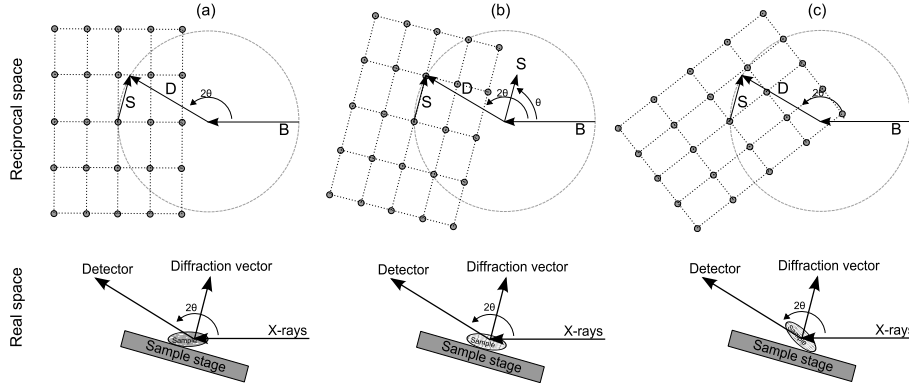 (a)
(b)
(c)
Reciprocal space
S
D
2θ
B
S
D
2θ
S
θ
B
S
D
2θ
B
Real space
Detector
Diffraction vector
2θ
X-rays
Sample
Sample stage
Detector
Diffraction vector
2θ
X-rays
Sample
Sample stage
Detector
Diffraction vector
2θ
X-rays
Sample
Sample stage